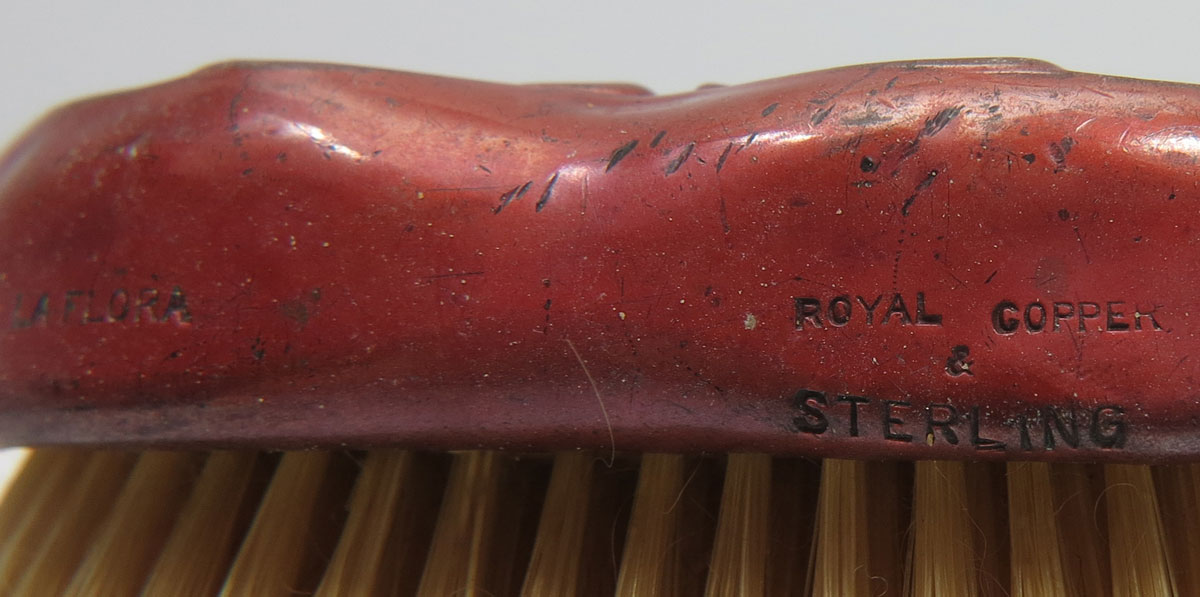 LA FLORA
ROYAL COPPER
&
STERLING